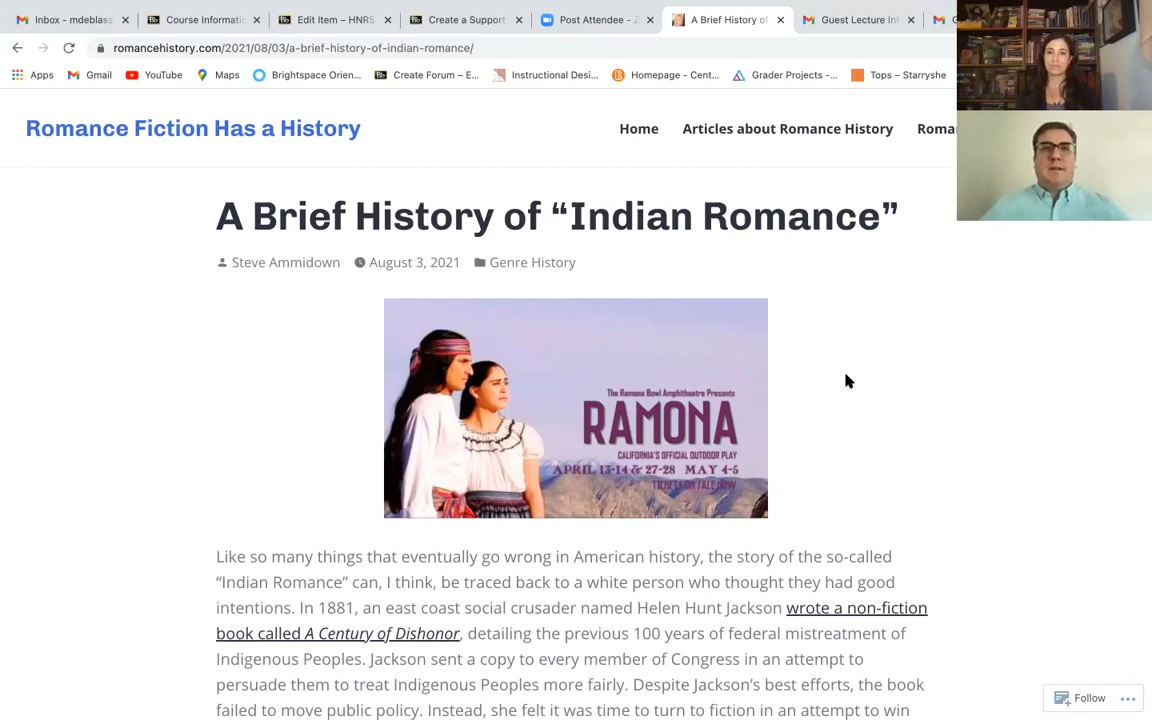 Inbox - mdeblass
Course Informatic
Edit Item – HNRS
Create a Support
Post Attendee - Z
A Brief History of
Guest Lecture Inf
romancehistory.com/2021/08/03/a-brief-history-of-indian-romance/
Apps
Gmail
YouTube
Maps
Brightspace Orien...
Create Forum – E...
Instructional Desi...
Homepage - Cent...
Grader Projects -...
Tops – Starryshe
Romance Fiction Has a History
Home
Articles about Romance History
Roma
A Brief History of “Indian Romance”
Steve Ammidown
August 3, 2021
Genre History
The Ramona Bowl Amphitheatre Presents
RAMONA
CALIFORNIA'S OFFICIAL OUTDOOR PLAY
APRIL 13-14 & 27-28 MAY 4-5
TICKETS ON SALE NOW
Like so many things that eventually go wrong in American history, the story of the so-called
“Indian Romance” can, I think, be traced back to a white person who thought they had good
intentions. In 1881, an east coast social crusader named Helen Hunt Jackson wrote a non-fiction
book called A Century of Dishonor, detailing the previous 100 years of federal mistreatment of
Indigenous Peoples. Jackson sent a copy to every member of Congress in an attempt to
persuade them to treat Indigenous Peoples more fairly. Despite Jackson’s best efforts, the book
failed to move public policy. Instead, she felt it was time to turn to fiction in an attempt to win
Follow